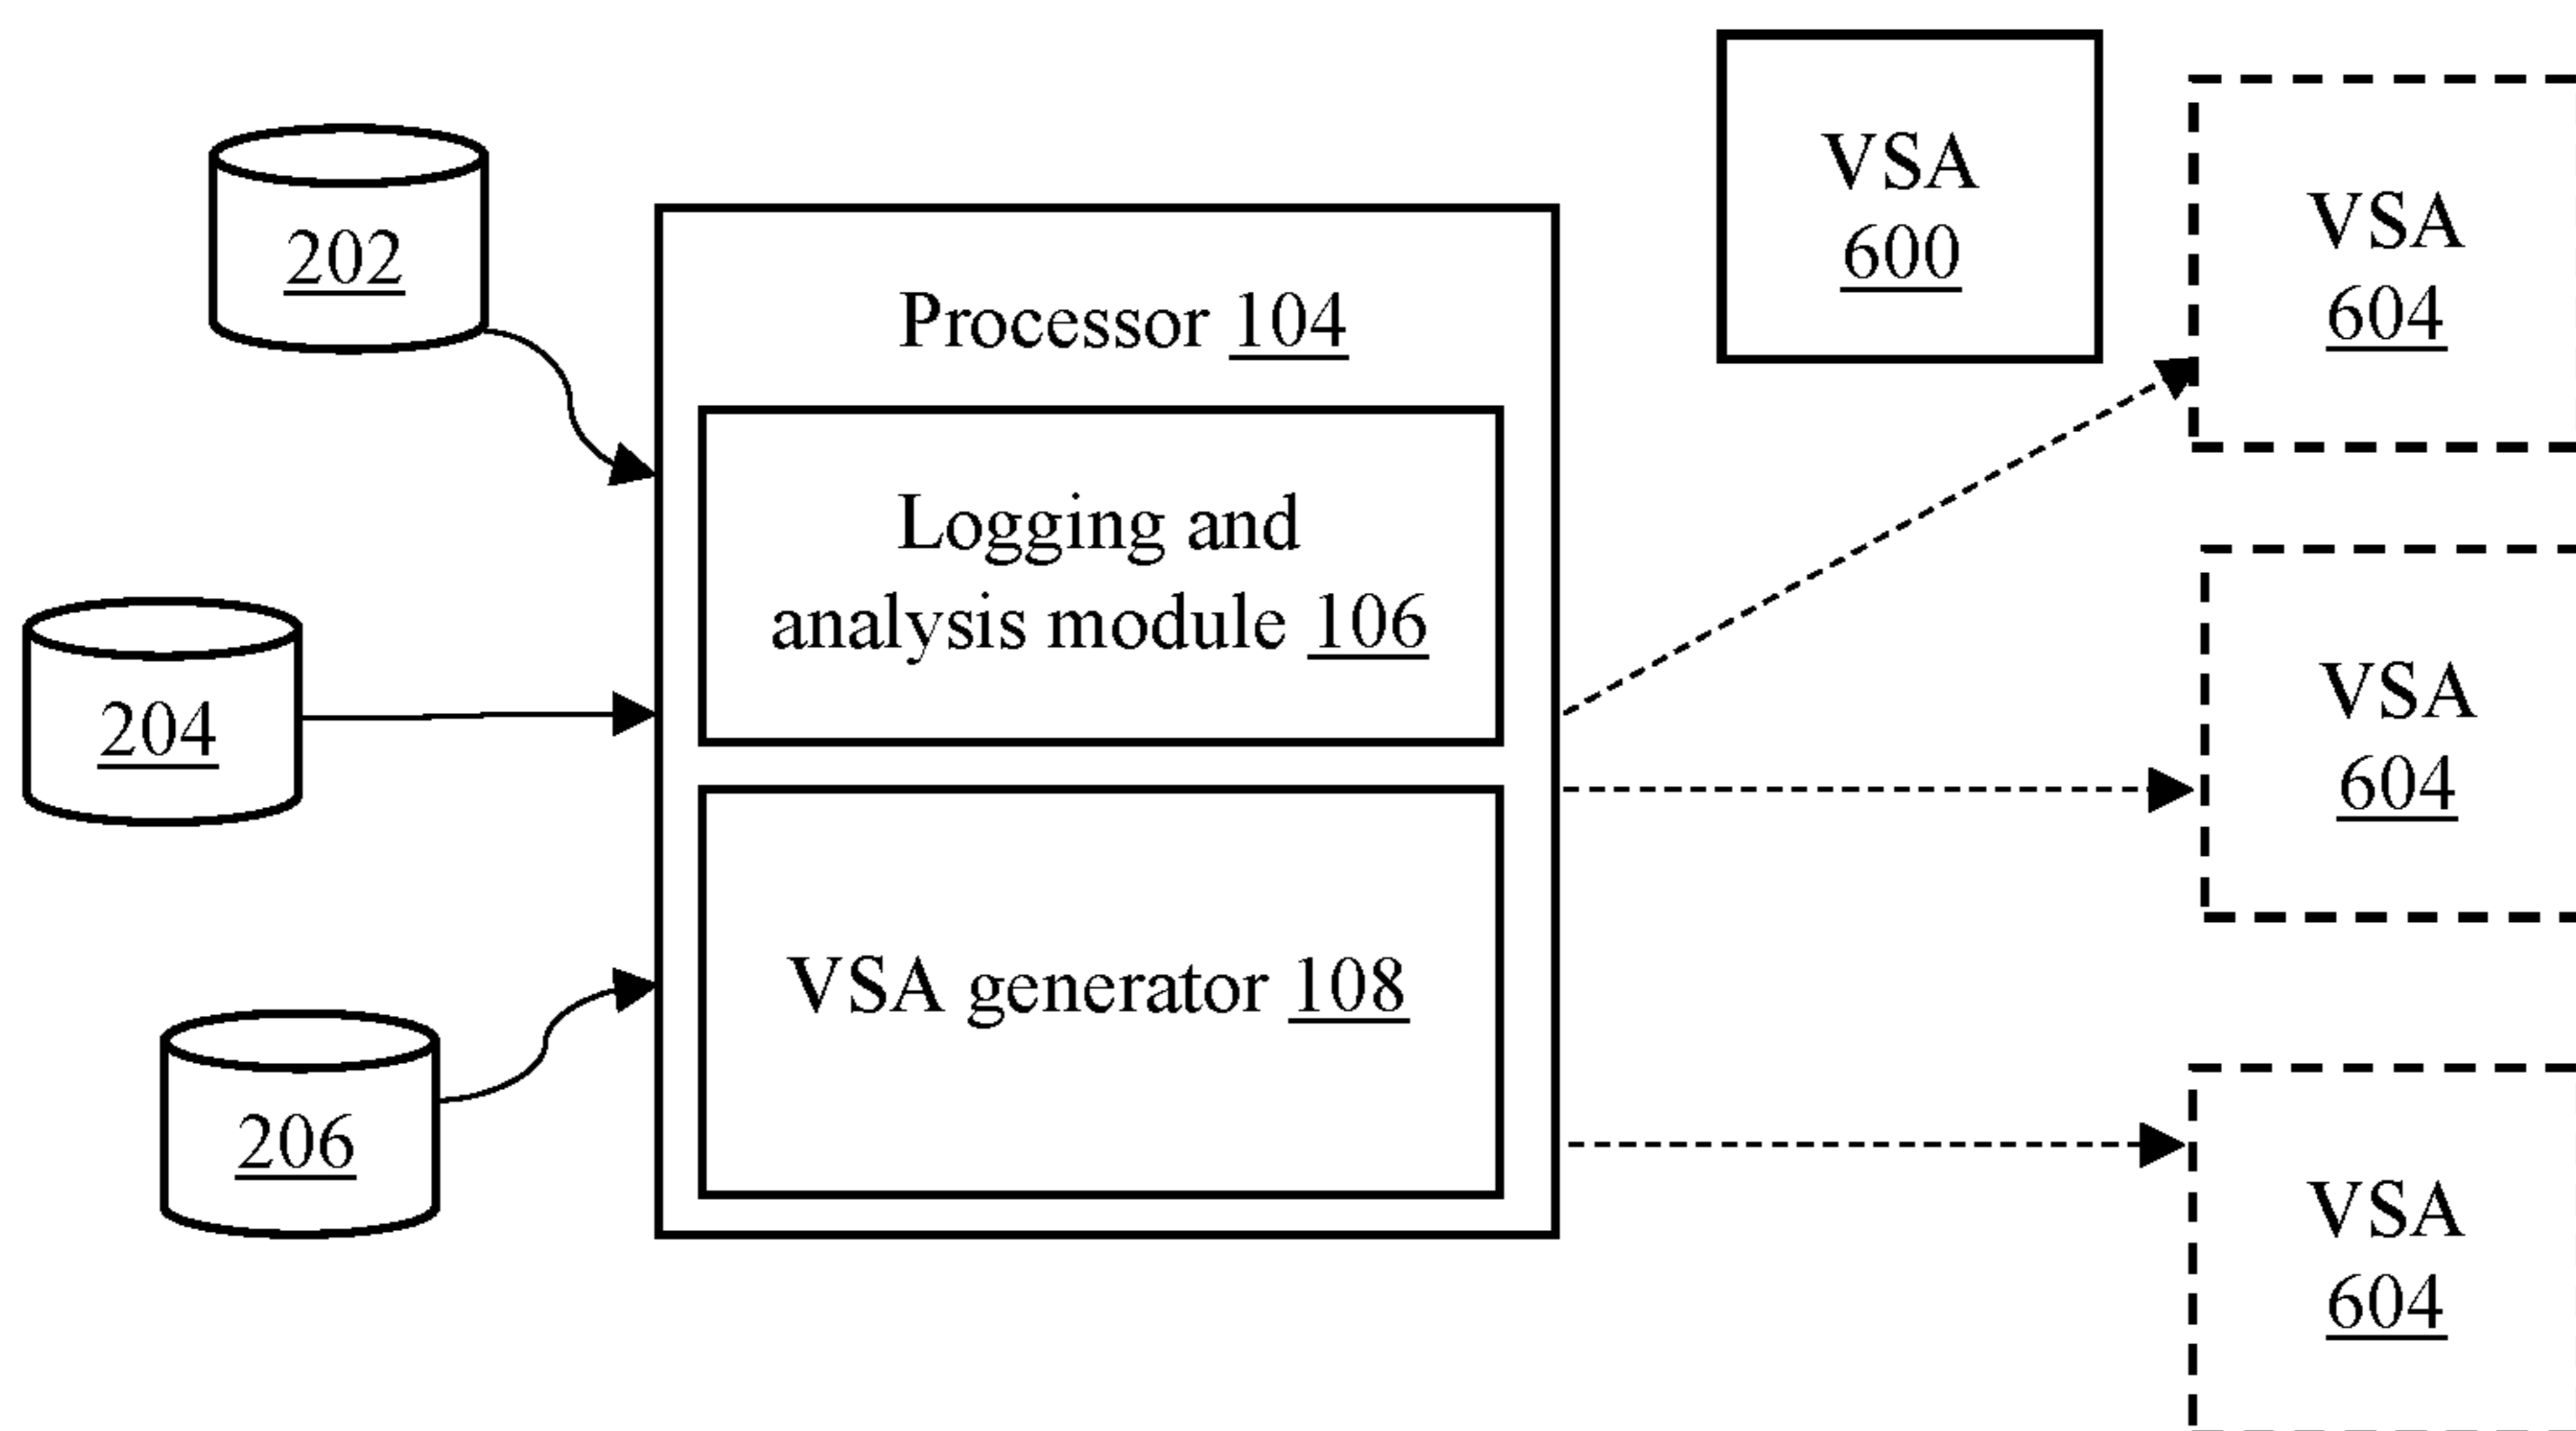 202
204
206
Processor 104
Logging and
analysis module 106
VSA generator 108
VSA
600
VSA
604
VSA
604
VSA
604